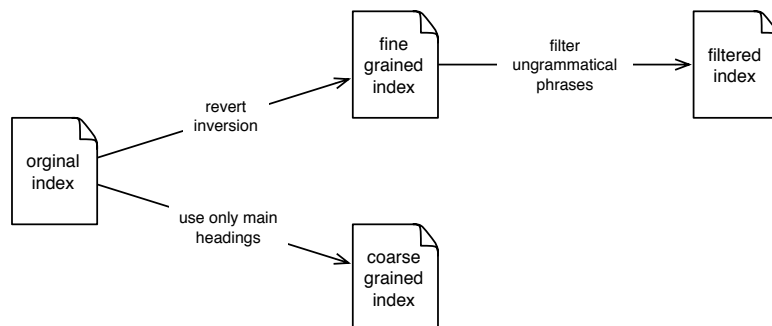 fine
grained
index
filter
ungrammatical
phrases
filtered
index
revert
inversion
orginal
index
use only main
headings
coarse
grained
index